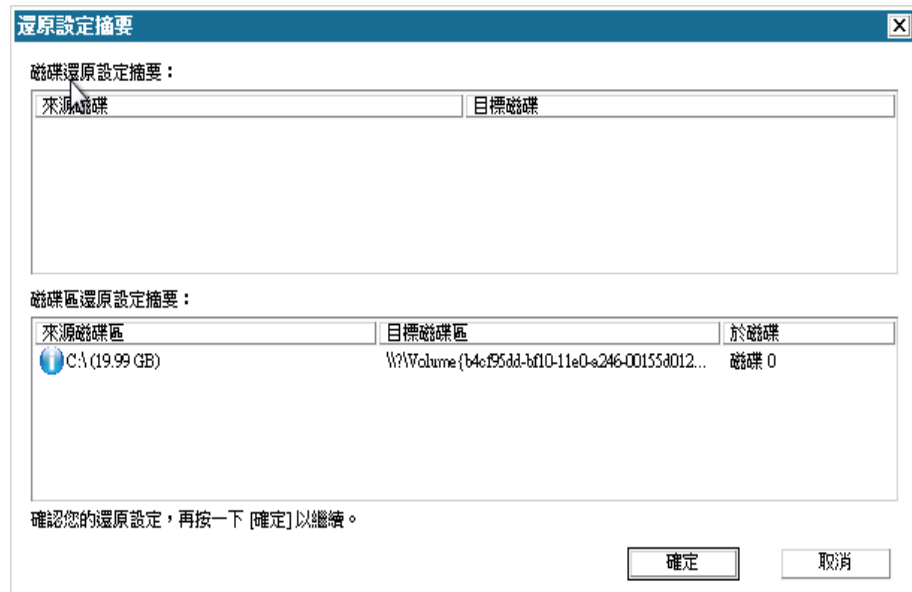 還原設定摘要
磁碟還原設定摘要：
來源磁碟 目標磁碟
磁碟區還原設定摘要：
來源磁碟區 目標磁碟區 於磁碟
C:\ (19.99 GB) \\?\Volume{b4cf95dd-bf10-11e0-a246-00155d012... 磁碟 0
確認您的還原設定，再按一下 [確定] 以繼續。
確定 取消